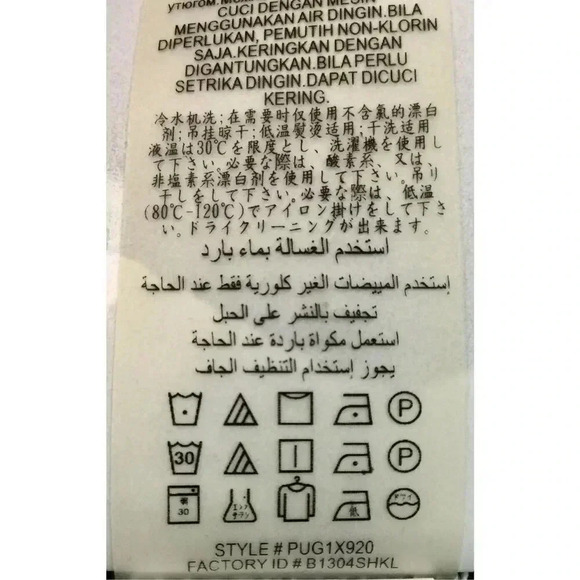 CUCI DENGAN MESIN
MENGGUNAKAN AIR DINGIN.BILA
DIPERLUKAN, PEMUTIH NON-KLORIN
SAJA.KERINGKAN DENGAN
DIGANTUNGKAN.BILA PERLU
SETRIKA DINGIN.DAPAT DICUCI
KERING.
冷水机洗;在需要时仅使用不含氯的漂白
剂;吊挂晾干;低温熨烫适用;干洗适用
液温は30℃を限度とし、洗濯機を使用し
て下さい。必要な際は、酸素系、又は、
非塩素系漂白剤を使用して下さい。吊り
干しをして下さい。必要な際は、低温
(80℃-120℃)でアイロン掛けをして下さ
い。ドライクリーニングが出来ます。
استخدم الغسالة بماء بارد
إستخدم المبيضات الغير كلورية فقط عند الحاجة
تجفيف بالنشر على الحبل
استعمل مكواة باردة عند الحاجة
يجوز إستخدام التنظيف الجاف
P
30 P
30 エンソ 低 ドライ
STYLE # PUG1X920
FACTORY ID # B1304SHKL